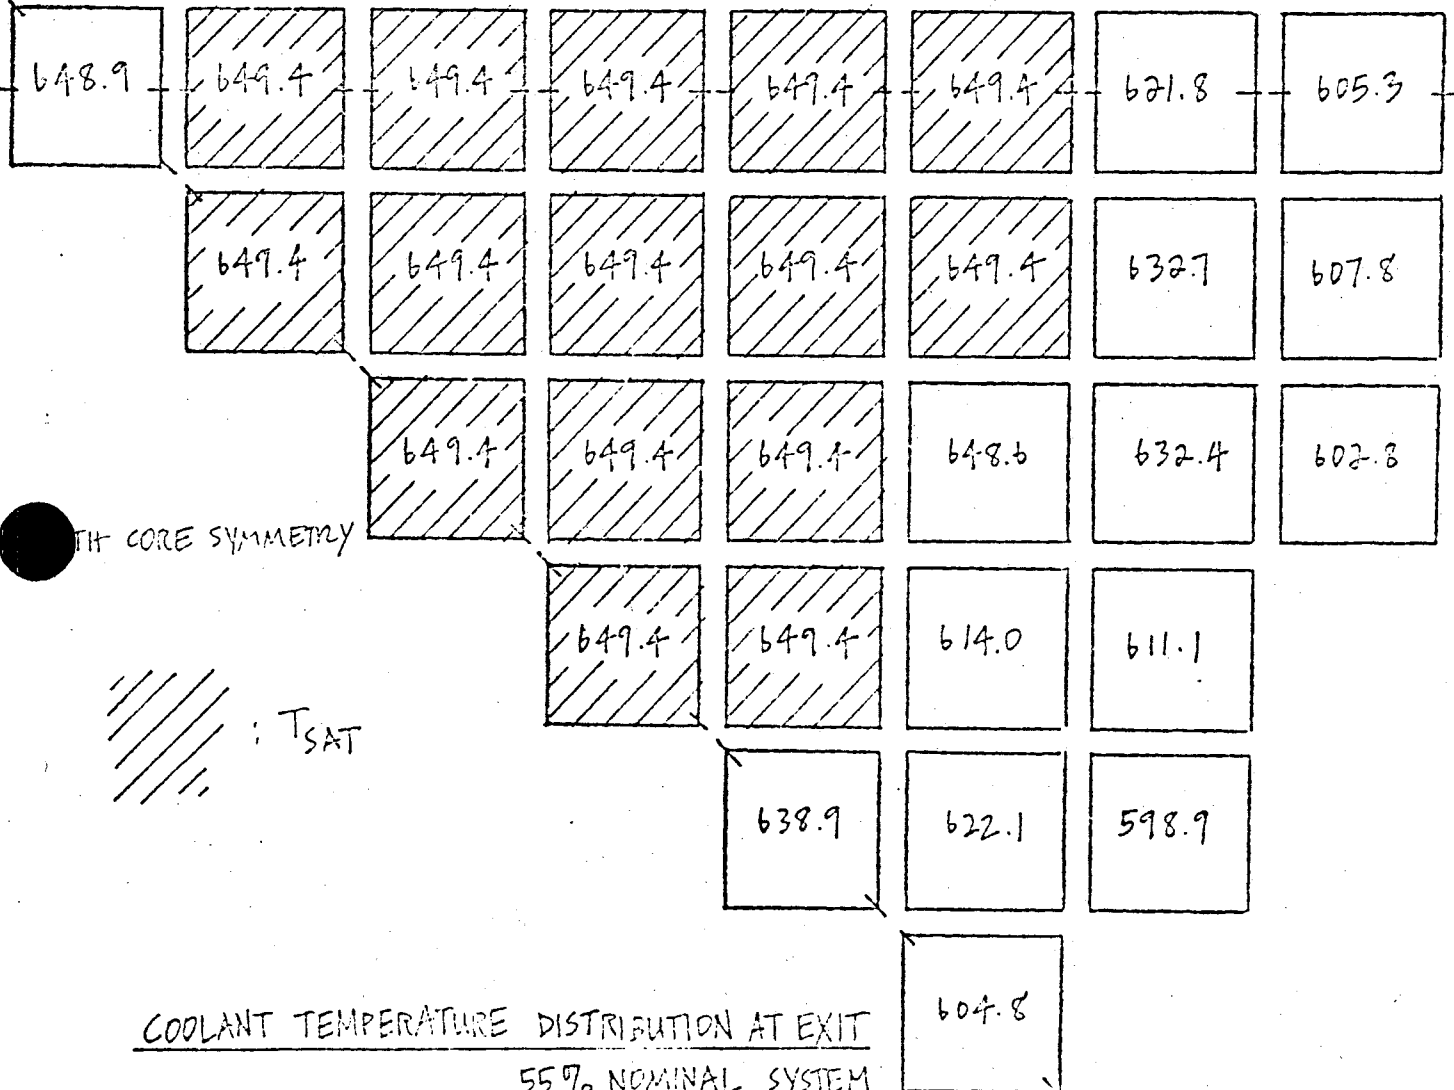 648.9 649.4 649.4 649.4 649.4 649.4 621.8 605.3
649.4 649.4 649.4 649.4 649.4 632.7 607.8
649.4 649.4 649.4 648.6 632.4 602.8
TH CORE SYMMETRY
649.4 649.4 614.0 611.1
: TSAT
638.9 622.1 598.9
604.8
COOLANT TEMPERATURE DISTRIBUTION AT EXIT
55% NOMINAL SYSTEM